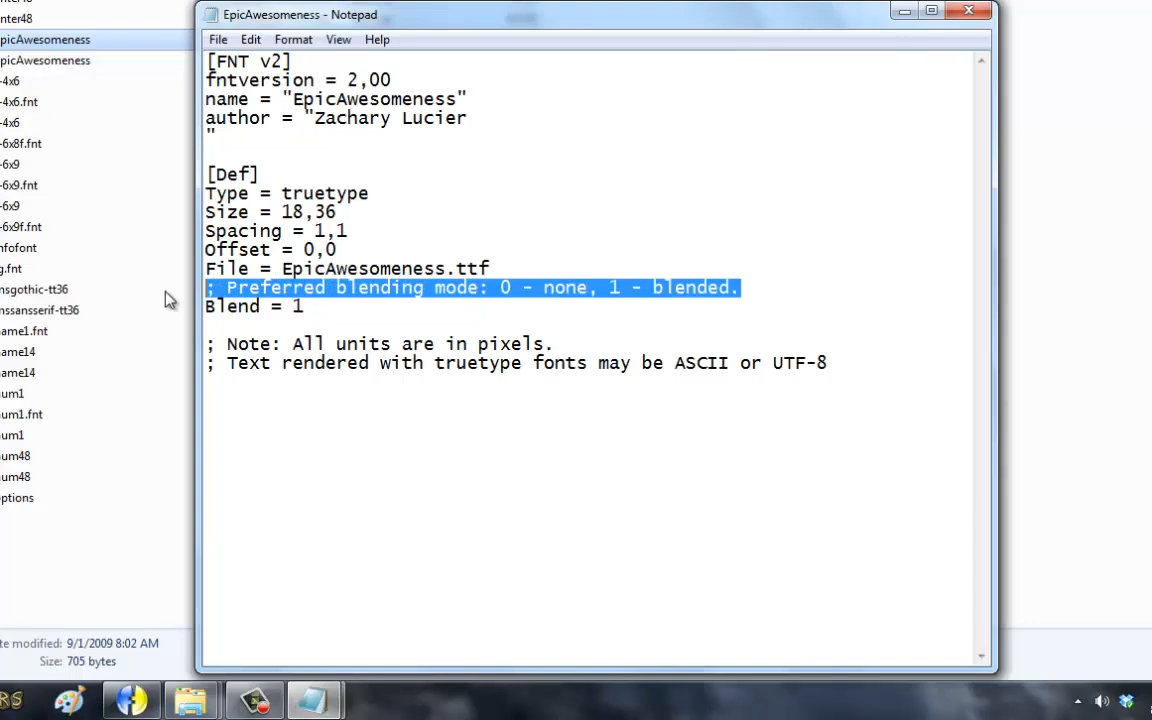 nter48
picAwesomeness
picAwesomeness
-4x6
-4x6.fnt
-4x6
-6x8f.fnt
-6x9
-6x9.fnt
-6x9
-6x9f.fnt
nfofont
g.fnt
nsgothic-tt36
nssansserif-tt36
ame1.fnt
ame14
ame14
um1
um1.fnt
um1
um48
um48
ptions
te modified: 9/1/2009 8:02 AM
Size: 705 bytes
EpicAwesomeness - Notepad
File Edit Format View Help
[FNT v2]
fntversion = 2,00
name = "EpicAwesomeness"
author = "Zachary Lucier
"
[Def]
Type = truetype
Size = 18,36
Spacing = 1,1
Offset = 0,0
File = EpicAwesomeness.ttf
; Preferred blending mode: 0 - none, 1 - blended.
Blend = 1
; Note: All units are in pixels.
; Text rendered with truetype fonts may be ASCII or UTF-8
RS